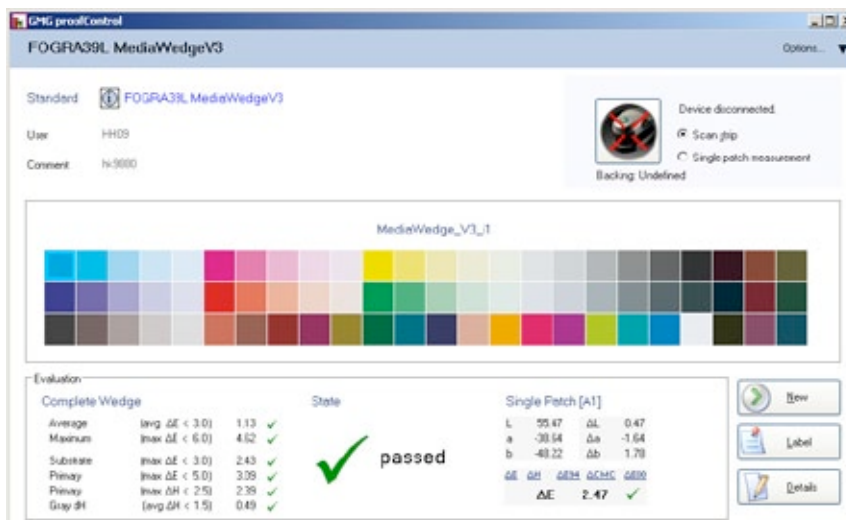 GMG proofControl
FOGRA39L MediaWedgeV3
Options...
Standard FOGRA39L MediaWedgeV3
User HH09
Comment hk9880
Device disconnected.
Scan strip
Single patch measurement
Backing: Undefined
MediaWedge_V3_i1
Evaluation
Complete Wedge
Average (avg ΔE < 3.0) 1.13
Maximum (max ΔE < 6.0) 4.62
Substrate (max ΔE < 3.0) 2.43
Primary (max ΔE < 5.0) 3.09
Primary (max ΔH < 2.5) 2.39
Gray dH (avg ΔH < 1.5) 0.49
State
passed
Single Patch [A1]
L 55.47 ΔL 0.47
a -38.64 Δa -1.64
b -48.22 Δb 1.78
ΔE ΔH ΔE94 ΔCMC ΔE00
ΔE 2.47
New
Label
Details